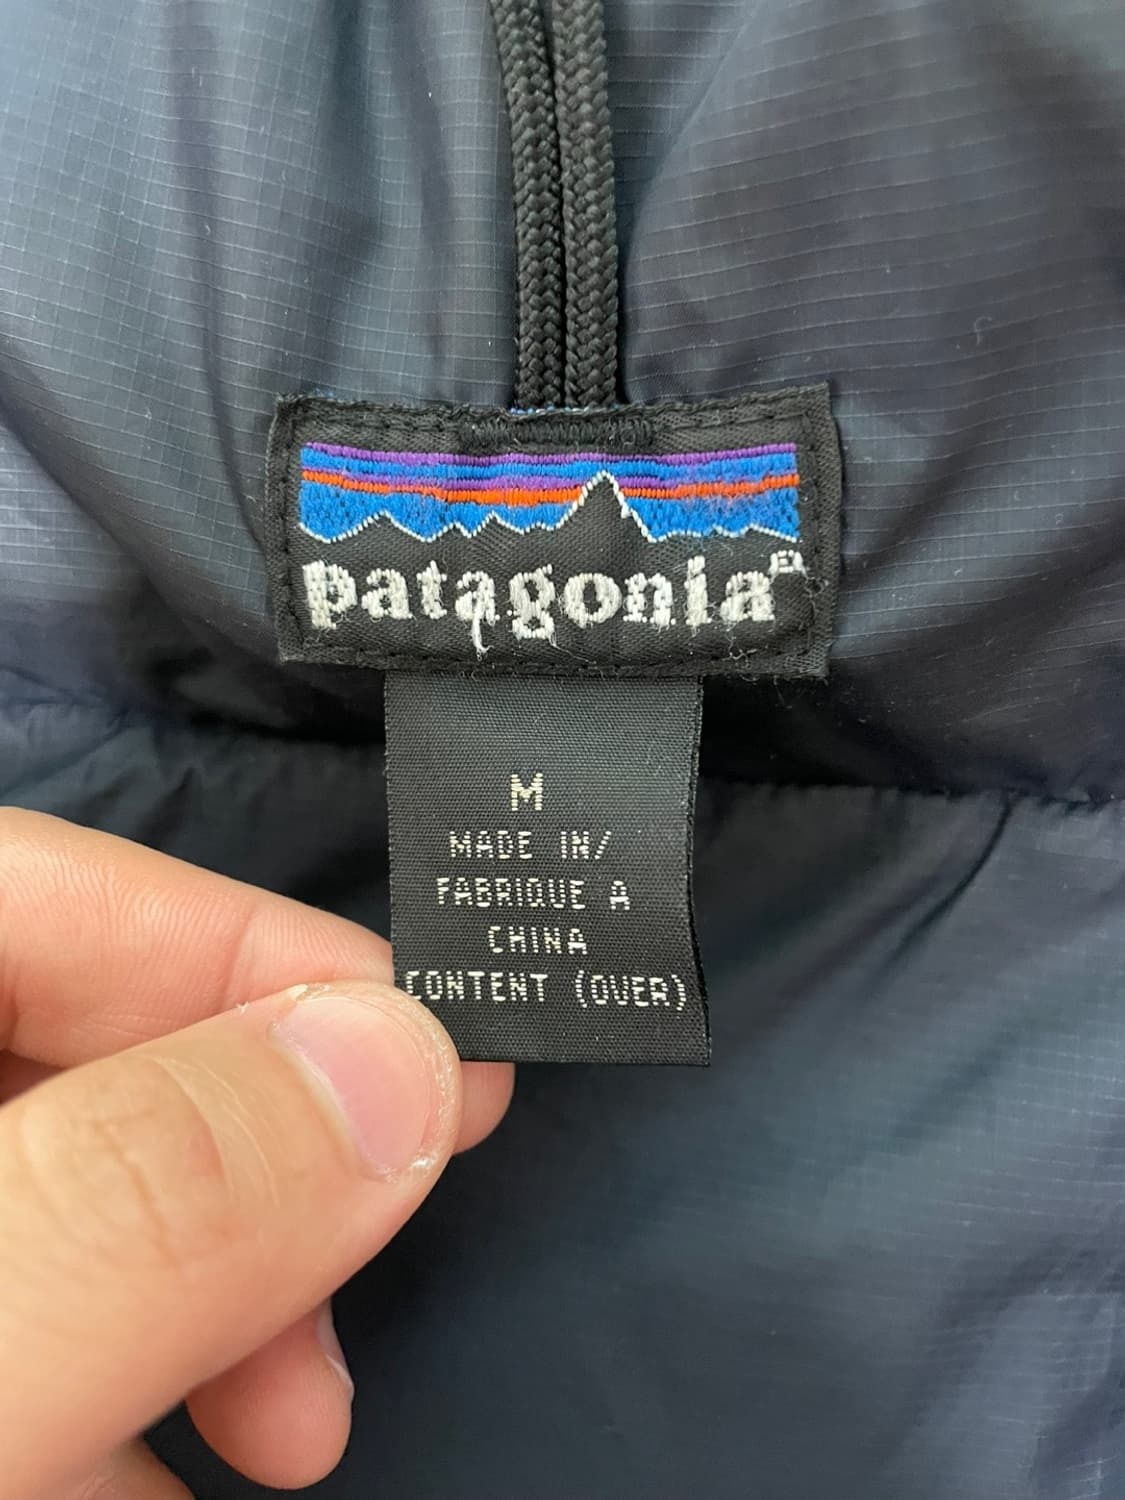 patagonia®
M
MADE IN/
FABRIQUE A
CHINA
CONTENT (OVER)